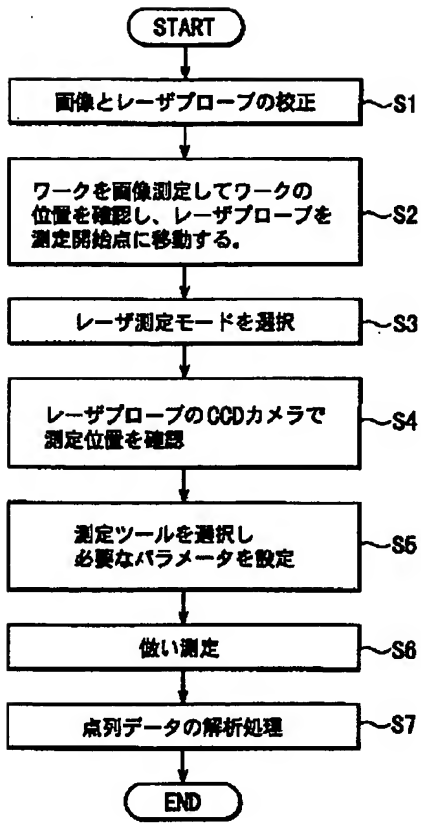 START
画像とレーザプローブの校正
S1
ワークを画像測定してワークの
位置を確認し、レーザプローブを
測定開始点に移動する。
S2
レーザ測定モードを選択
S3
レーザプローブのCCDカメラで
測定位置を確認
S4
測定ツールを選択し
必要なパラメータを設定
S5
倣い測定
S6
点列データの解析処理
S7
END